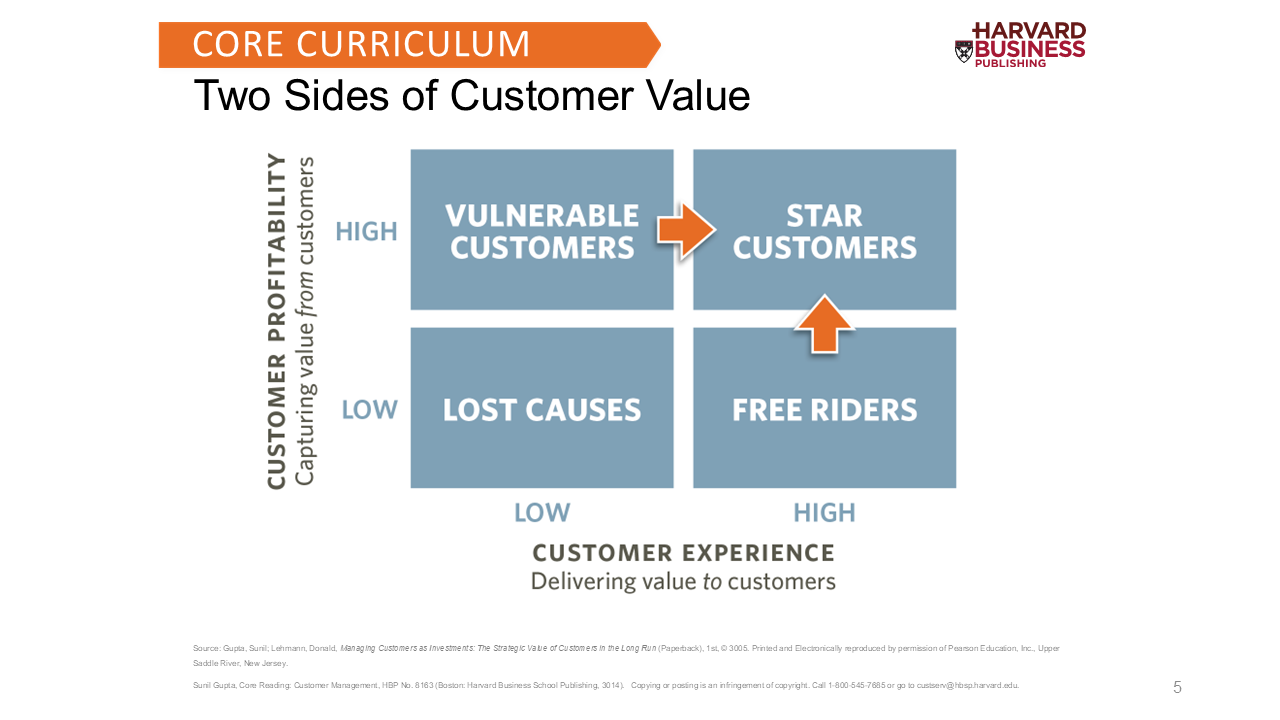 CORE CURRICULUM
HARVARD
BUSINESS
PUBLISHING
Two Sides of Customer Value
CUSTOMER PROFITABILITY
Capturing value from customers
HIGH
VULNERABLE
CUSTOMERS
STAR
CUSTOMERS
LOW
LOST CAUSES
FREE RIDERS
LOW
HIGH
CUSTOMER EXPERIENCE
Delivering value to customers
Source: Gupta, Sunil; Lehmann, Donald, Managing Customers as Investments: The Strategic Value of Customers in the Long Run (Paperback), 1st, © 3005. Printed and Electronically reproduced by permission of Pearson Education, Inc., Upper
Saddle River, New Jersey.
Sunil Gupta, Core Reading: Customer Management, HBP No. 8163 (Boston: Harvard Business School Publishing, 3014). Copying or posting is an infringement of copyright. Call 1-800-545-7685 or go to custserv@hbsp.harvard.edu.
5